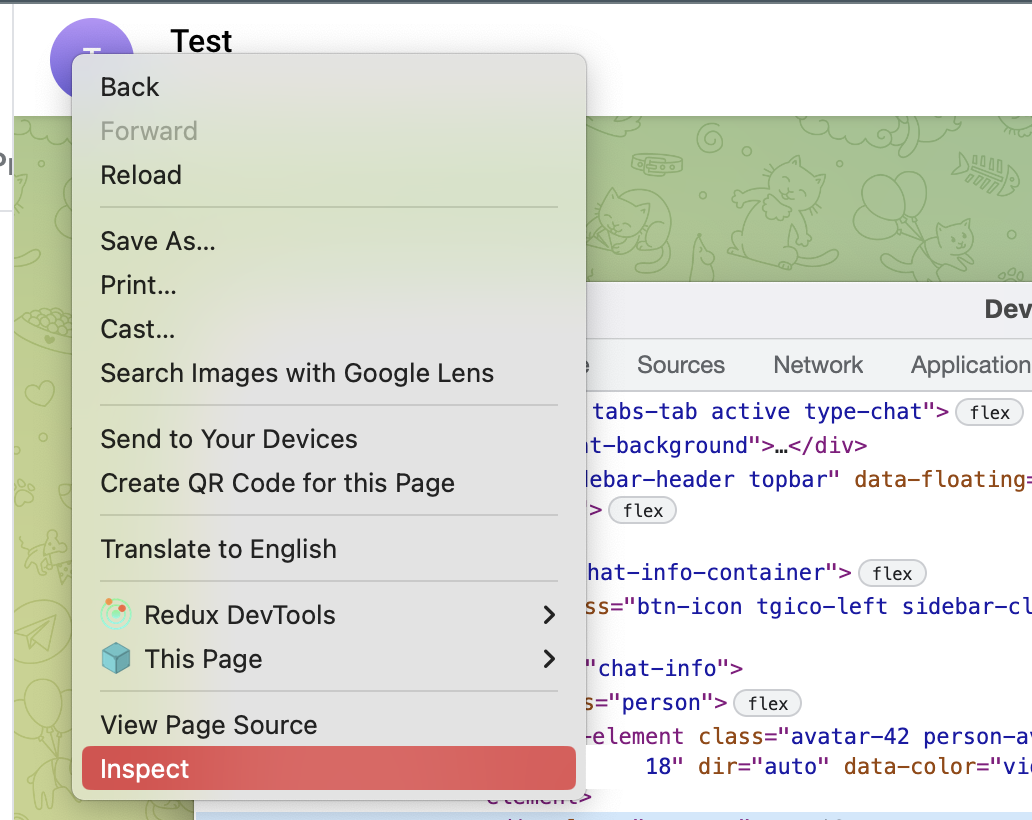 Test
T
Back
Forward
Reload
Save As...
Print...
Cast...
Search Images with Google Lens
Send to Your Devices
Create QR Code for this Page
Translate to English
Redux DevTools
This Page
View Page Source
Inspect
Dev
Sources Network Application
tabs-tab active type-chat"> flex
at-background">…</div>
debar-header topbar" data-floating=
"> flex
hat-info-container"> flex
ss="btn-icon tgico-left sidebar-cl
"chat-info">
s="person"> flex
-element class="avatar-42 person-av
18" dir="auto" data-color="vi
element>